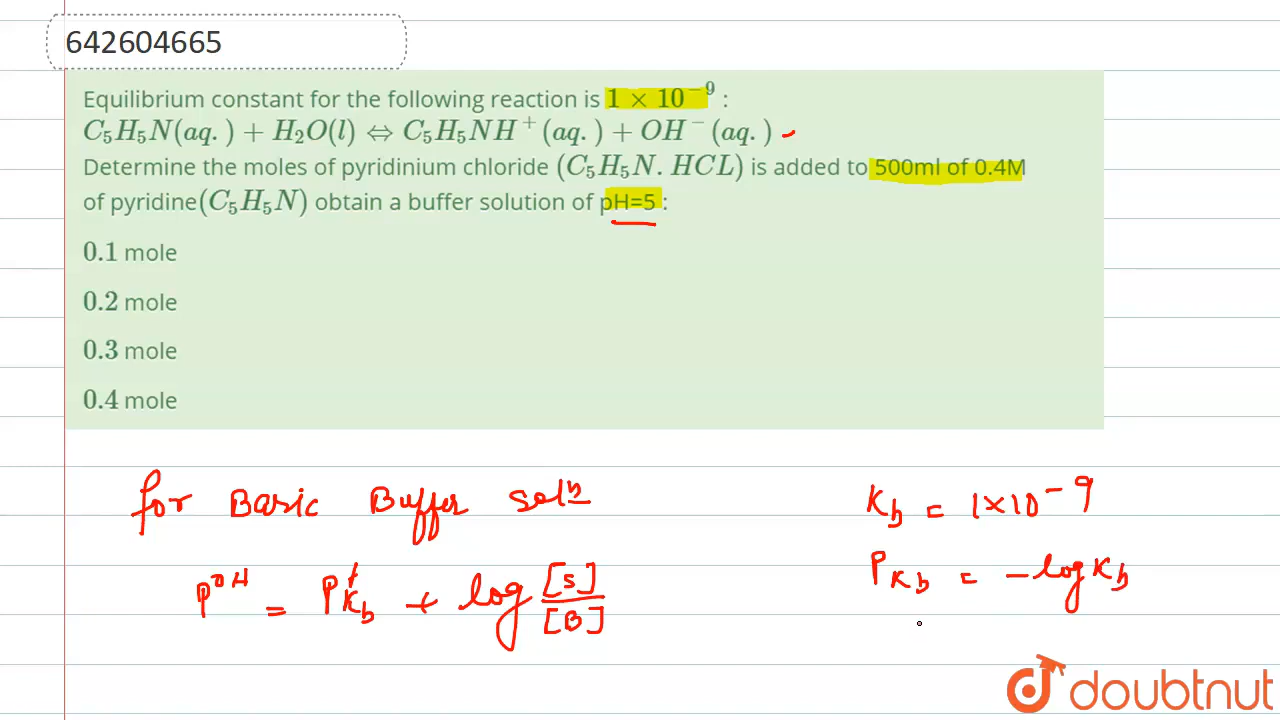 642604665
Equilibrium constant for the following reaction is 1 × 10⁻⁹ :
C₅H₅N(aq.) + H₂O(l) ⇔ C₅H₅NH⁺(aq.) + OH⁻(aq.)
Determine the moles of pyridinium chloride (C₅H₅N.HCL) is added to 500ml of 0.4M
of pyridine(C₅H₅N) obtain a buffer solution of pH=5 :
0.1 mole
0.2 mole
0.3 mole
0.4 mole
for Basic Buffer solⁿ
Kb = 1×10⁻⁹
pOH = PKb + log [S]/[B]
PKb = -log Kb
doubtnut